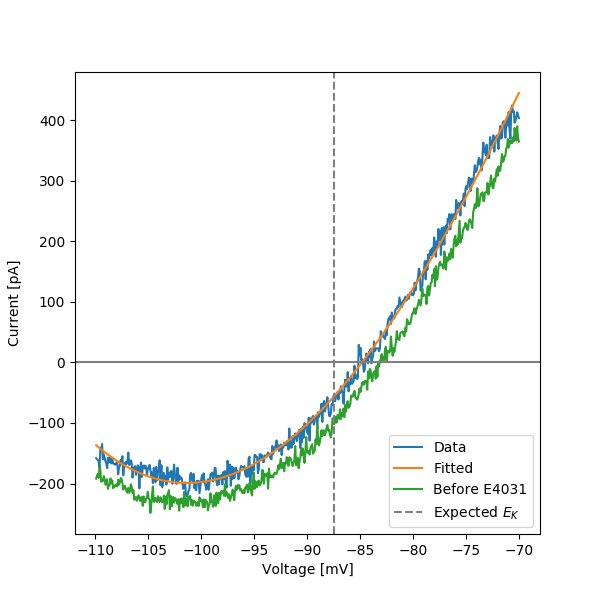 400
300
200
100
0
−100
−200
Current [pA]
−110 −105 −100 −95 −90 −85 −80 −75 −70
Voltage [mV]
Data
Fitted
Before E4031
Expected E_K